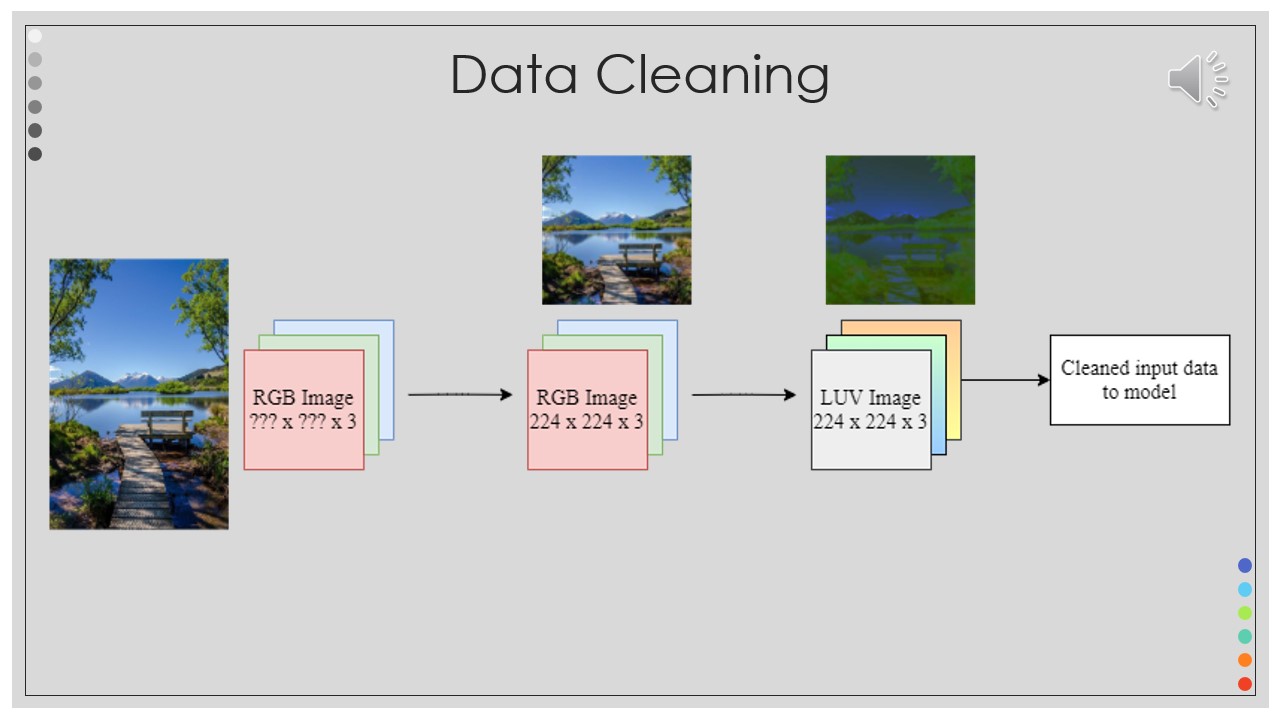 Data Cleaning
RGB Image
??? x ??? x 3
RGB Image
224 x 224 x 3
LUV Image
224 x 224 x 3
Cleaned input data
to model